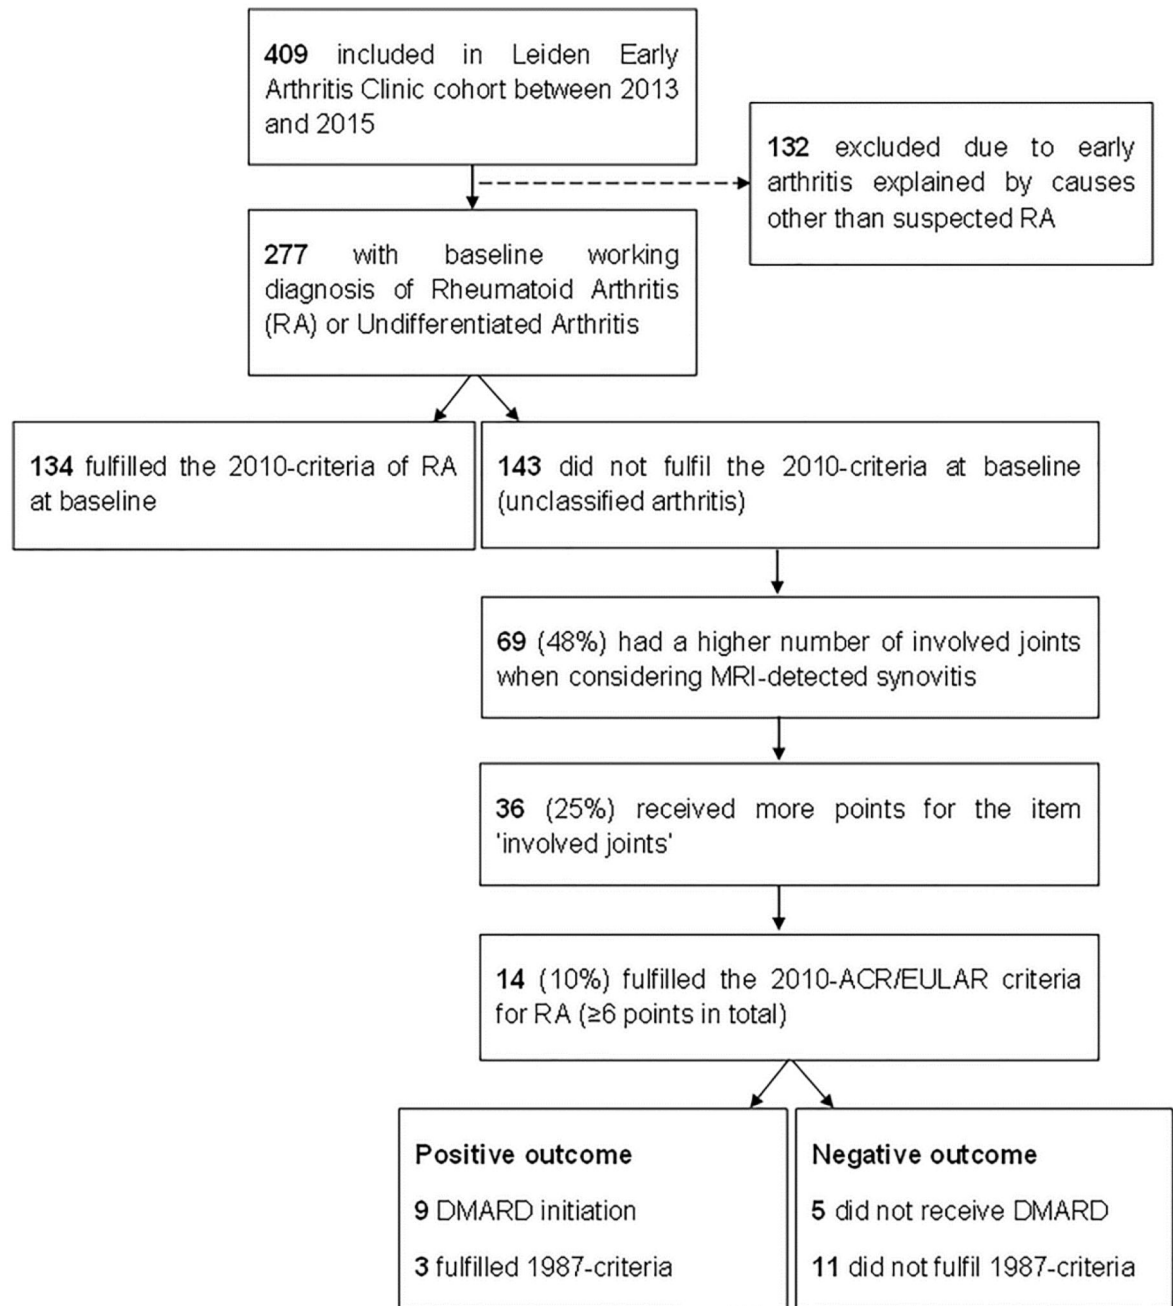 409 included in Leiden Early
Arthritis Clinic cohort between 2013
and 2015
132 excluded due to early
arthritis explained by causes
other than suspected RA
277 with baseline working
diagnosis of Rheumatoid Arthritis
(RA) or Undifferentiated Arthritis
134 fulfilled the 2010-criteria of RA
at baseline
143 did not fulfil the 2010-criteria at baseline
(unclassified arthritis)
69 (48%) had a higher number of involved joints
when considering MRI-detected synovitis
36 (25%) received more points for the item
'involved joints'
14 (10%) fulfilled the 2010-ACR/EULAR criteria
for RA (≥6 points in total)
Positive outcome
9 DMARD initiation
3 fulfilled 1987-criteria
Negative outcome
5 did not receive DMARD
11 did not fulfil 1987-criteria